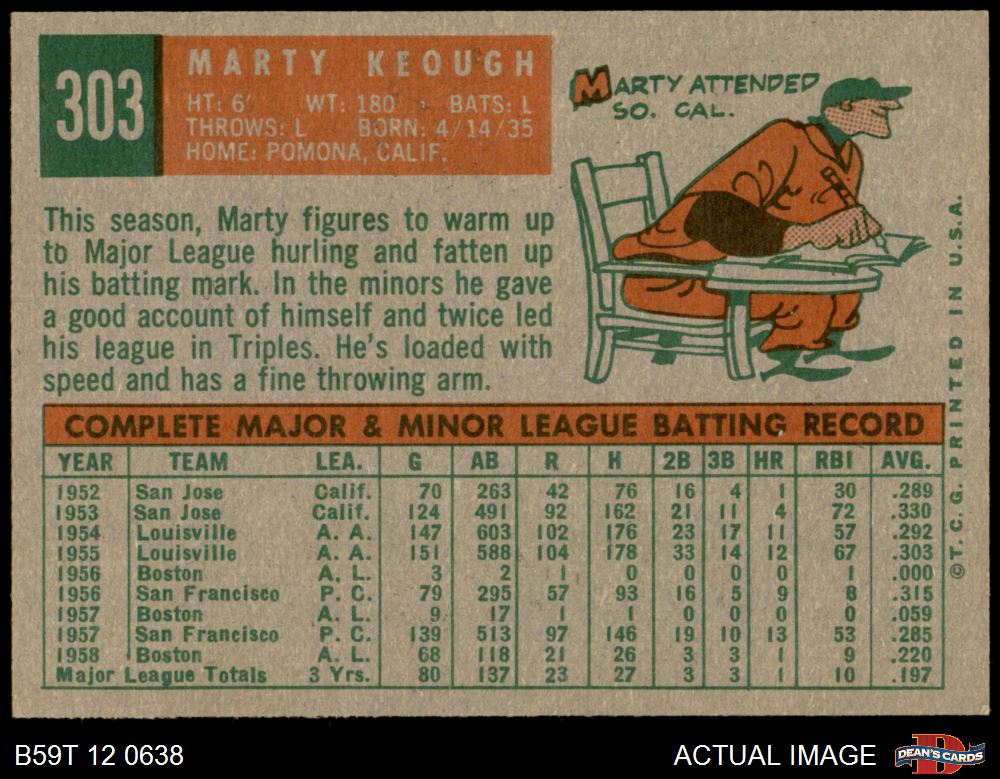 303
MARTY KEOUGH
HT: 6' WT: 180 BATS: L
THROWS: L BORN: 4/14/35
HOME: POMONA, CALIF.
MARTY ATTENDED
SO. CAL.
This season, Marty figures to warm up
to Major League hurling and fatten up
his batting mark. In the minors he gave
a good account of himself and twice led
his league in Triples. He's loaded with
speed and has a fine throwing arm.
COMPLETE MAJOR & MINOR LEAGUE BATTING RECORD
YEAR TEAM LEA. G AB R H 2B 3B HR RBI AVG.
1952 San Jose Calif. 70 263 42 76 16 4 1 30 .289
1953 San Jose Calif. 124 491 92 162 21 11 4 72 .330
1954 Louisville A. A. 147 603 102 176 23 17 11 57 .292
1955 Louisville A. A. 151 588 104 178 33 14 12 67 .303
1956 Boston A. L. 3 2 1 0 0 0 0 1 .000
1956 San Francisco P. C. 79 295 57 93 16 5 9 8 .315
1957 Boston A. L. 9 17 1 1 0 0 0 0 .059
1957 San Francisco P. C. 139 513 97 146 19 10 13 53 .285
1958 Boston A. L. 68 118 21 26 3 3 1 9 .220
Major League Totals 3 Yrs. 80 137 23 27 3 3 1 10 .197
©T. C. G. PRINTED IN U.S.A.
B59T 12 0638
ACTUAL IMAGE
DEAN'S CARDS